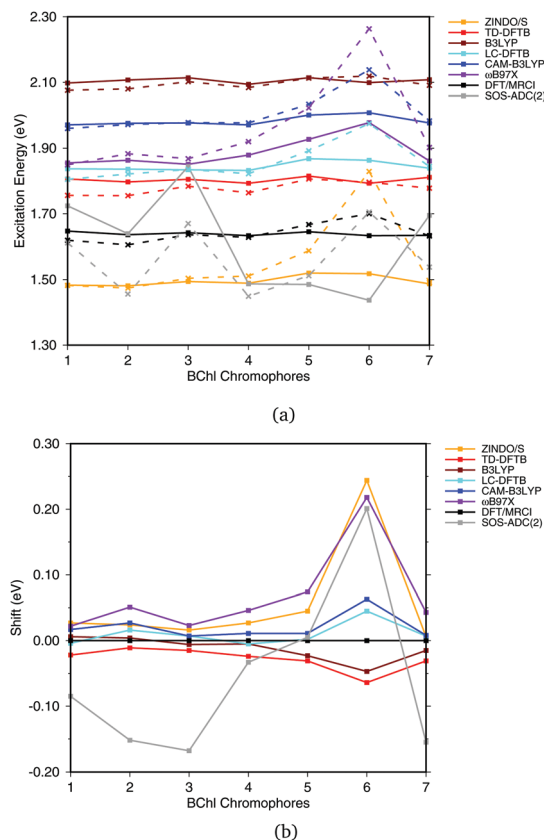 ZINDO/S
TD-DFTB
B3LYP
LC-DFTB
CAM-B3LYP
ωB97X
DFT/MRCI
SOS-ADC(2)
Excitation Energy (eV)
2.10
1.90
1.70
1.50
1.30
1 2 3 4 5 6 7
BChl Chromophores
(a)
ZINDO/S
TD-DFTB
B3LYP
LC-DFTB
CAM-B3LYP
ωB97X
DFT/MRCI
SOS-ADC(2)
Shift (eV)
0.30
0.20
0.10
0.00
-0.10
-0.20
1 2 3 4 5 6 7
BChl Chromophores
(b)